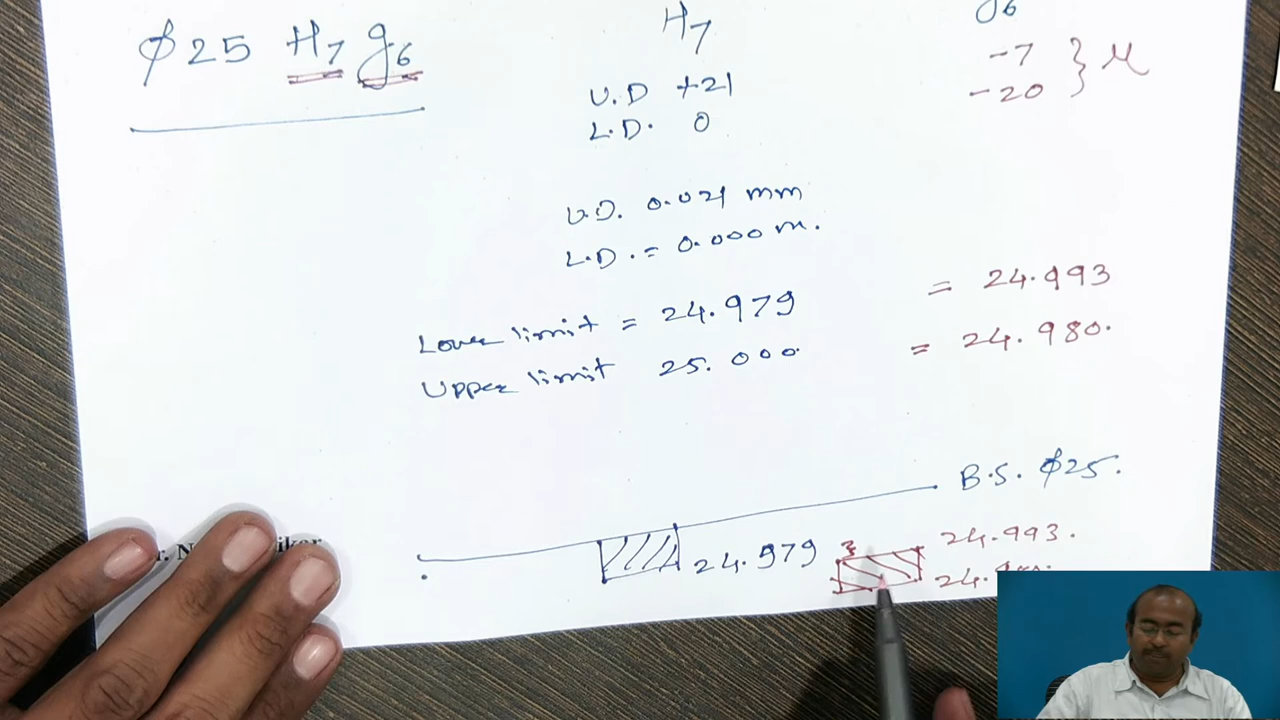 φ25 H7 g6
H7
U.D +21
L.D. 0
g6
-7
-20 } μ
U.D. 0.021 mm
L.D. = 0.000 m.
Lower limit = 24.979
Upper limit 25.000
= 24.993
= 24.980.
B.S. φ25.
24.979
24.993.